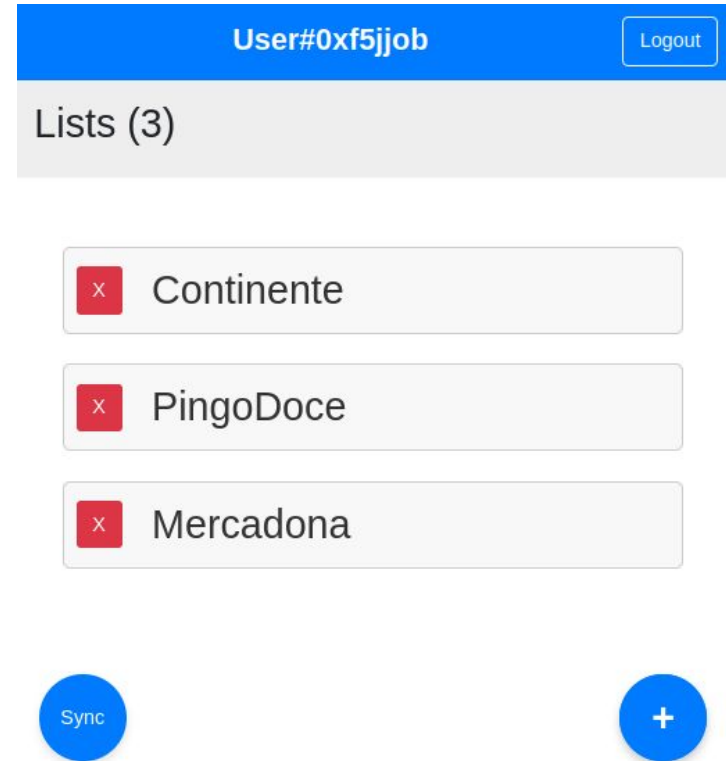 User#0xf5jjob
Logout
Lists (3)
X Continente
X PingoDoce
X Mercadona
Sync
+